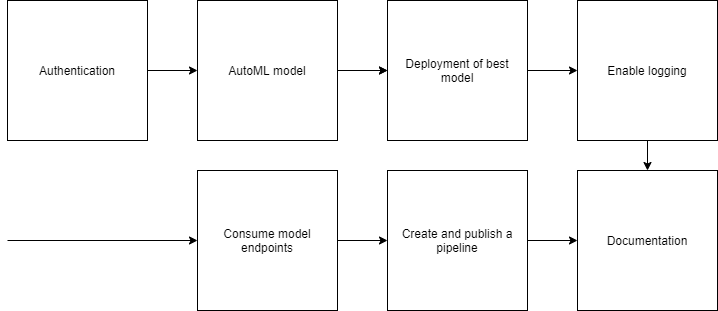 Authentication
AutoML model
Deployment of best
model
Enable logging
Consume model
endpoints
Create and publish a
pipeline
Documentation